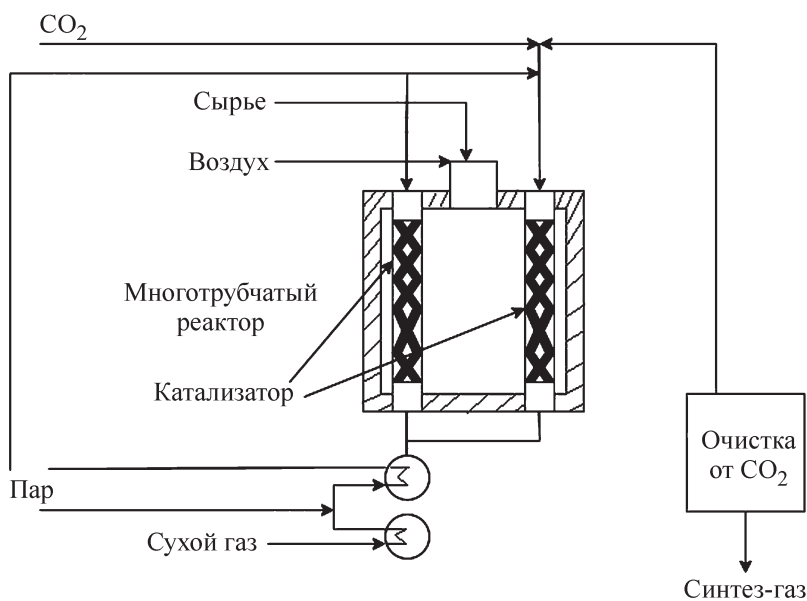 CO2
Сырье
Воздух
Многотрубчатый
реактор
Катализатор
Очистка
от CO2
Пар
Сухой газ
Синтез-газ